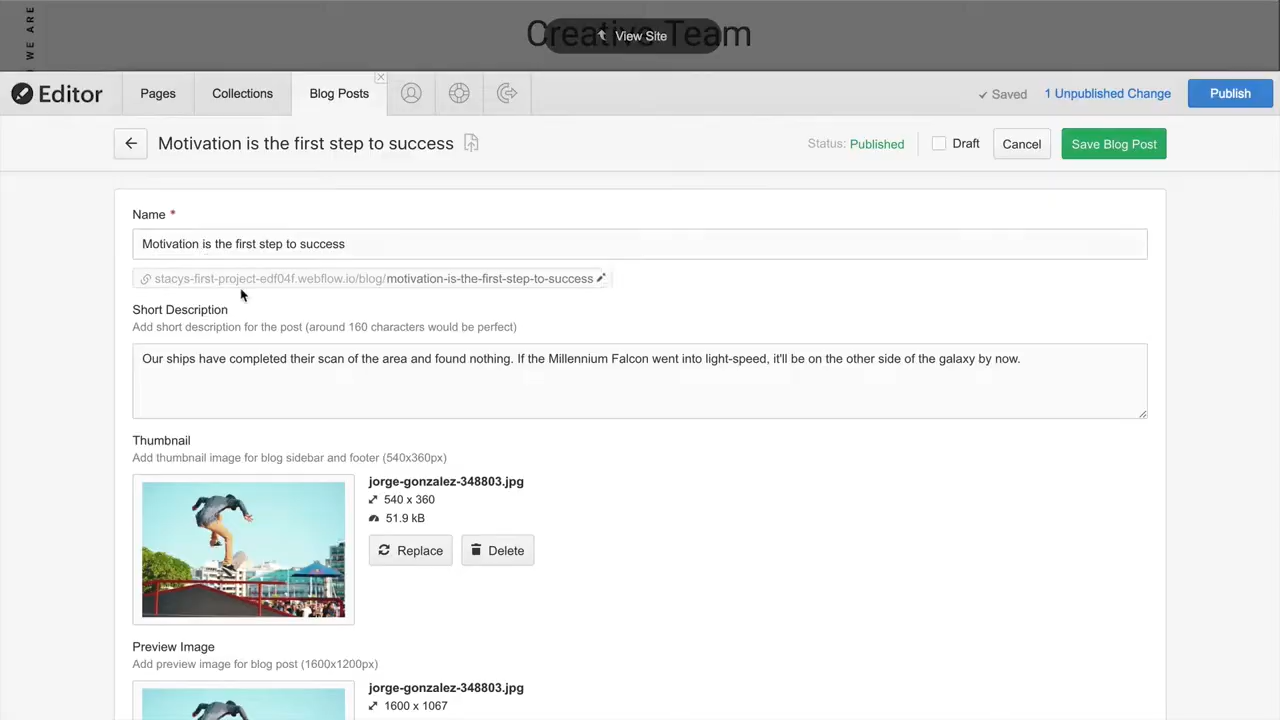 WE ARE
Creative Team
View Site
Editor
Pages
Collections
Blog Posts
Saved
1 Unpublished Change
Publish
Motivation is the first step to success
Status: Published
Draft
Cancel
Save Blog Post
Name *
Motivation is the first step to success
stacys-first-project-edf04f.webflow.io/blog/motivation-is-the-first-step-to-success
Short Description
Add short description for the post (around 160 characters would be perfect)
Our ships have completed their scan of the area and found nothing. If the Millennium Falcon went into light-speed, it'll be on the other side of the galaxy by now.
Thumbnail
Add thumbnail image for blog sidebar and footer (540x360px)
jorge-gonzalez-348803.jpg
540 x 360
51.9 kB
Replace
Delete
Preview Image
Add preview image for blog post (1600x1200px)
jorge-gonzalez-348803.jpg
1600 x 1067